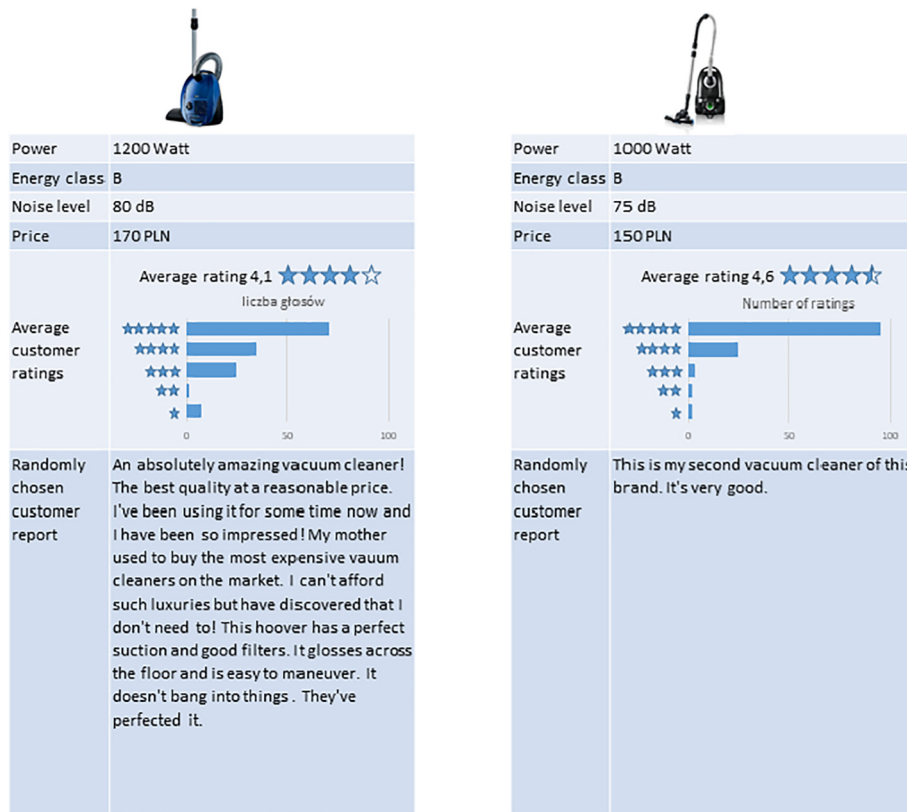 Power 1200 Watt
Energy class B
Noise level 80 dB
Price 170 PLN
Average rating 4,1
liczba głosów
Average
customer
ratings
0 50 100
Randomly
chosen
customer
report
An absolutely amazing vacuum cleaner!
The best quality at a reasonable price.
I've been using it for some time now and
I have been so impressed! My mother
used to buy the most expensive vauum
cleaners on the market. I can't afford
such luxuries but have discovered that I
don't need to! This hoover has a perfect
suction and good filters. It glosses across
the floor and is easy to maneuver. It
doesn't bang into things. They've
perfected it.
Power 1000 Watt
Energy class B
Noise level 75 dB
Price 150 PLN
Average rating 4,6
Number of ratings
Average
customer
ratings
0 50 100
Randomly
chosen
customer
report
This is my second vacuum cleaner of this
brand. It's very good.